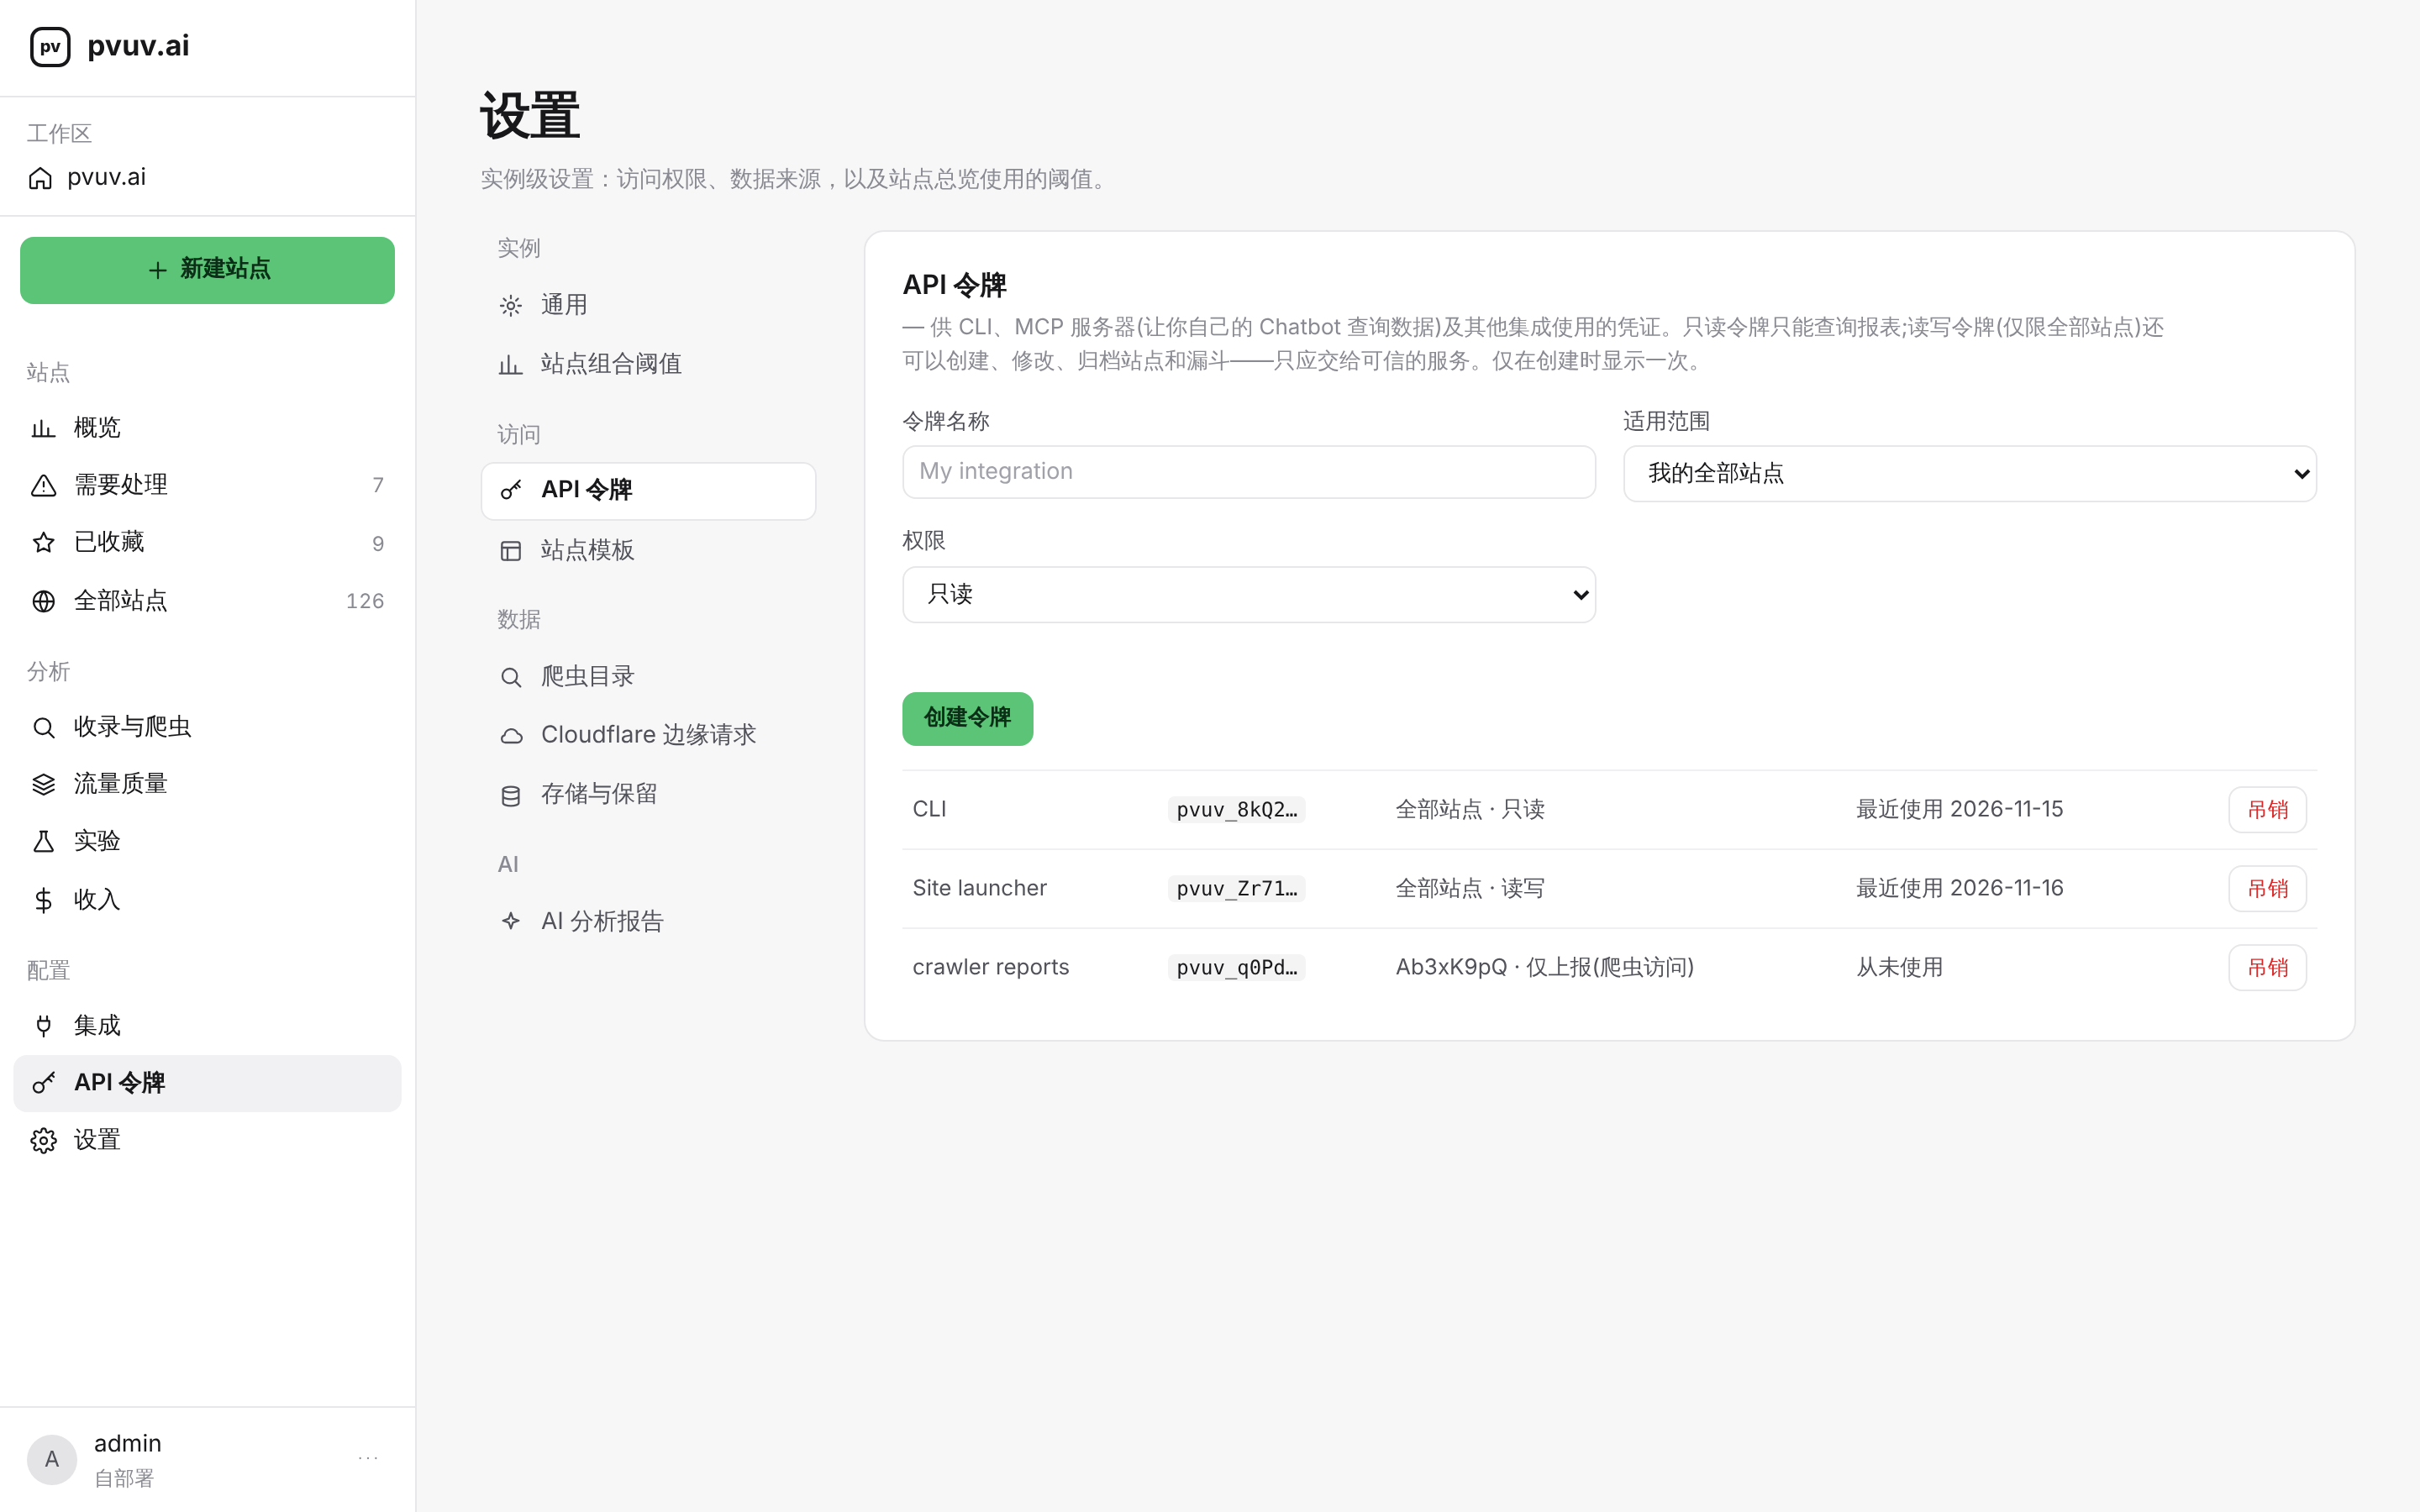 pv pvuv.ai
工作区
pvuv.ai
+ 新建站点
站点
概览
需要处理 7
已收藏 9
全部站点 126
分析
收录与爬虫
流量质量
实验
收入
配置
集成
API 令牌
设置
A admin ...
自部署
设置
实例级设置：访问权限、数据来源，以及站点总览使用的阈值。
实例
通用
站点组合阈值
访问
API 令牌
站点模板
数据
爬虫目录
Cloudflare 边缘请求
存储与保留
AI
AI 分析报告
API 令牌
— 供 CLI、MCP 服务器(让你自己的 Chatbot 查询数据)及其他集成使用的凭证。只读令牌只能查询报表;读写令牌(仅限全部站点)还
可以创建、修改、归档站点和漏斗——只应交给可信的服务。仅在创建时显示一次。
令牌名称 适用范围
My integration 我的全部站点
权限
只读
创建令牌
CLI pvuv_8kQ2… 全部站点 · 只读 最近使用 2026-11-15 吊销
Site launcher pvuv_Zr71… 全部站点 · 读写 最近使用 2026-11-16 吊销
crawler reports pvuv_q0Pd… Ab3xK9pQ · 仅上报(爬虫访问) 从未使用 吊销